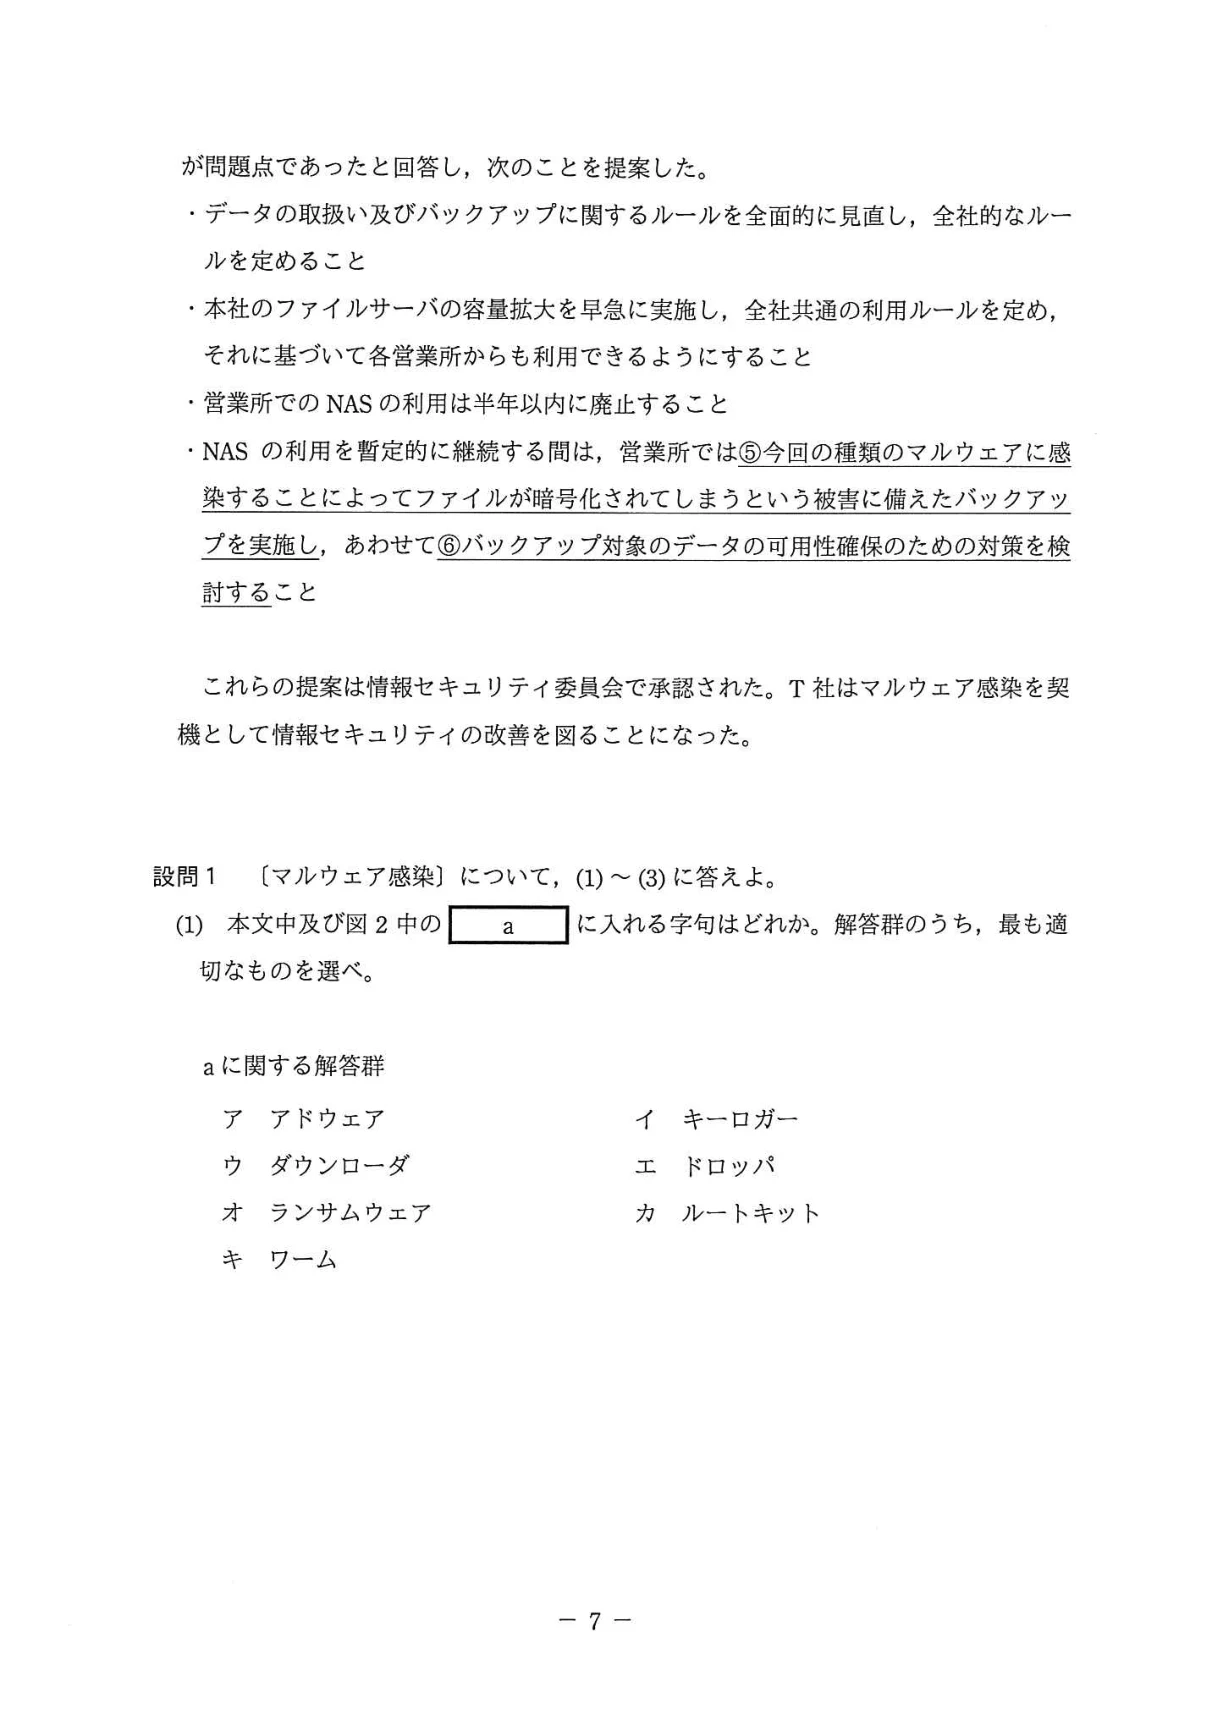 が問題点であったと回答し，次のことを提案した。
・データの取扱い及びバックアップに関するルールを全面的に見直し，全社的なルー
ルを定めること
・本社のファイルサーバの容量拡大を早急に実施し，全社共通の利用ルールを定め，
それに基づいて各営業所からも利用できるようにすること
・営業所での NAS の利用は半年以内に廃止すること
・NAS の利用を暫定的に継続する間は，営業所では⑤今回の種類のマルウェアに感
染することによってファイルが暗号化されてしまうという被害に備えたバックアッ
プを実施し，あわせて⑥バックアップ対象のデータの可用性確保のための対策を検
討すること
これらの提案は情報セキュリティ委員会で承認された。T 社はマルウェア感染を契
機として情報セキュリティの改善を図ることになった。
設問1 〔マルウェア感染〕について，(1)～(3)に答えよ。
(1) 本文中及び図 2 中の a に入れる字句はどれか。解答群のうち，最も適
切なものを選べ。
a に関する解答群
ア アドウェア イ キーロガー
ウ ダウンローダ エ ドロッパ
オ ランサムウェア カ ルートキット
キ ワーム
－ 7 －